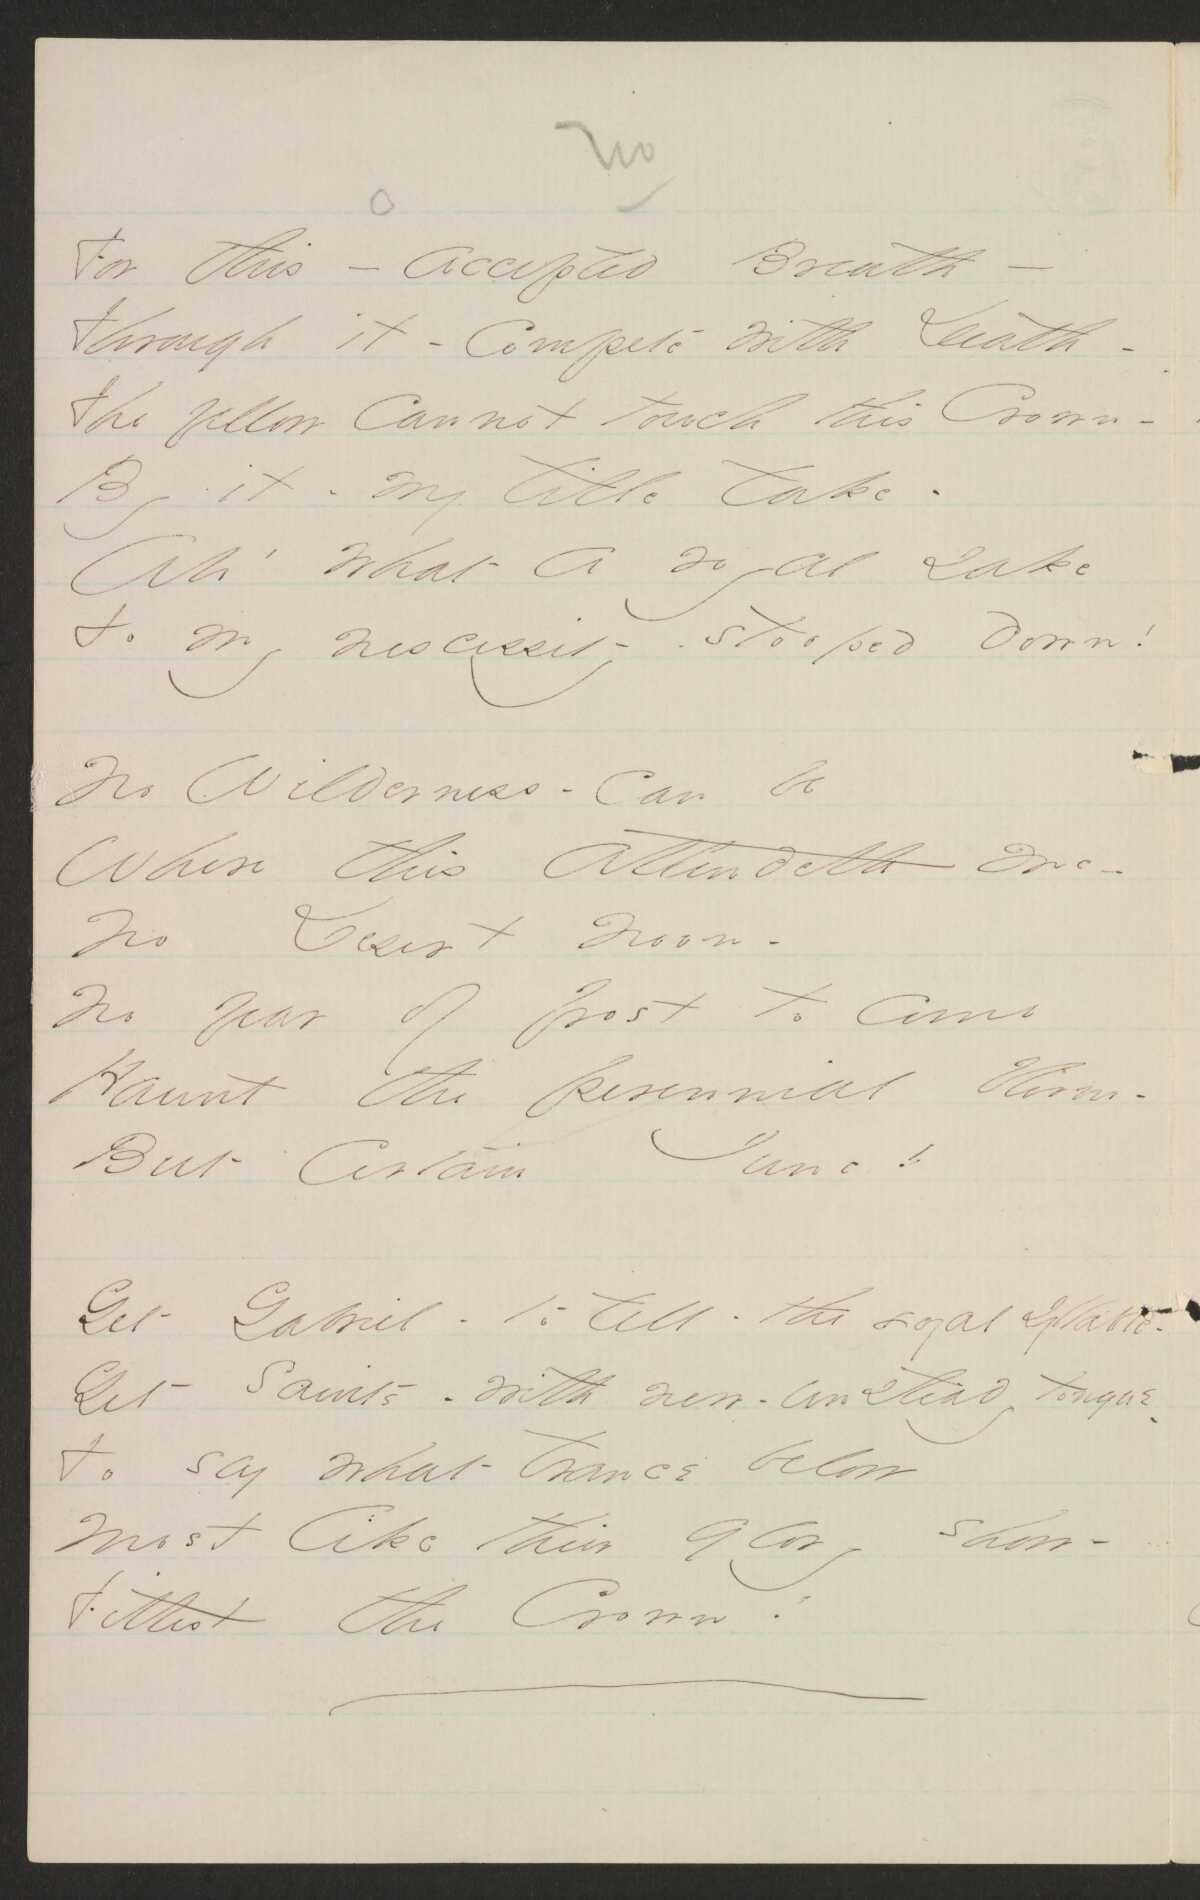 No
For this – accepted Breath –
Through it – Compete with Death –
The fellow cannot touch this Crown –
By it – my title take –
Ah' what a royal sake
To my nescessity – stooped down!
No Wilderness – can be
Where this attendeth me –
No Desert noon –
No fear of frost to come
Haunt the perennial bloom –
But Certain June!
Get Gabriel – to tell – the royal syllable –
Get Saints – with new – unsteady tongue –
To say what trance below
Most like their glory show –
Fittest the Crown!